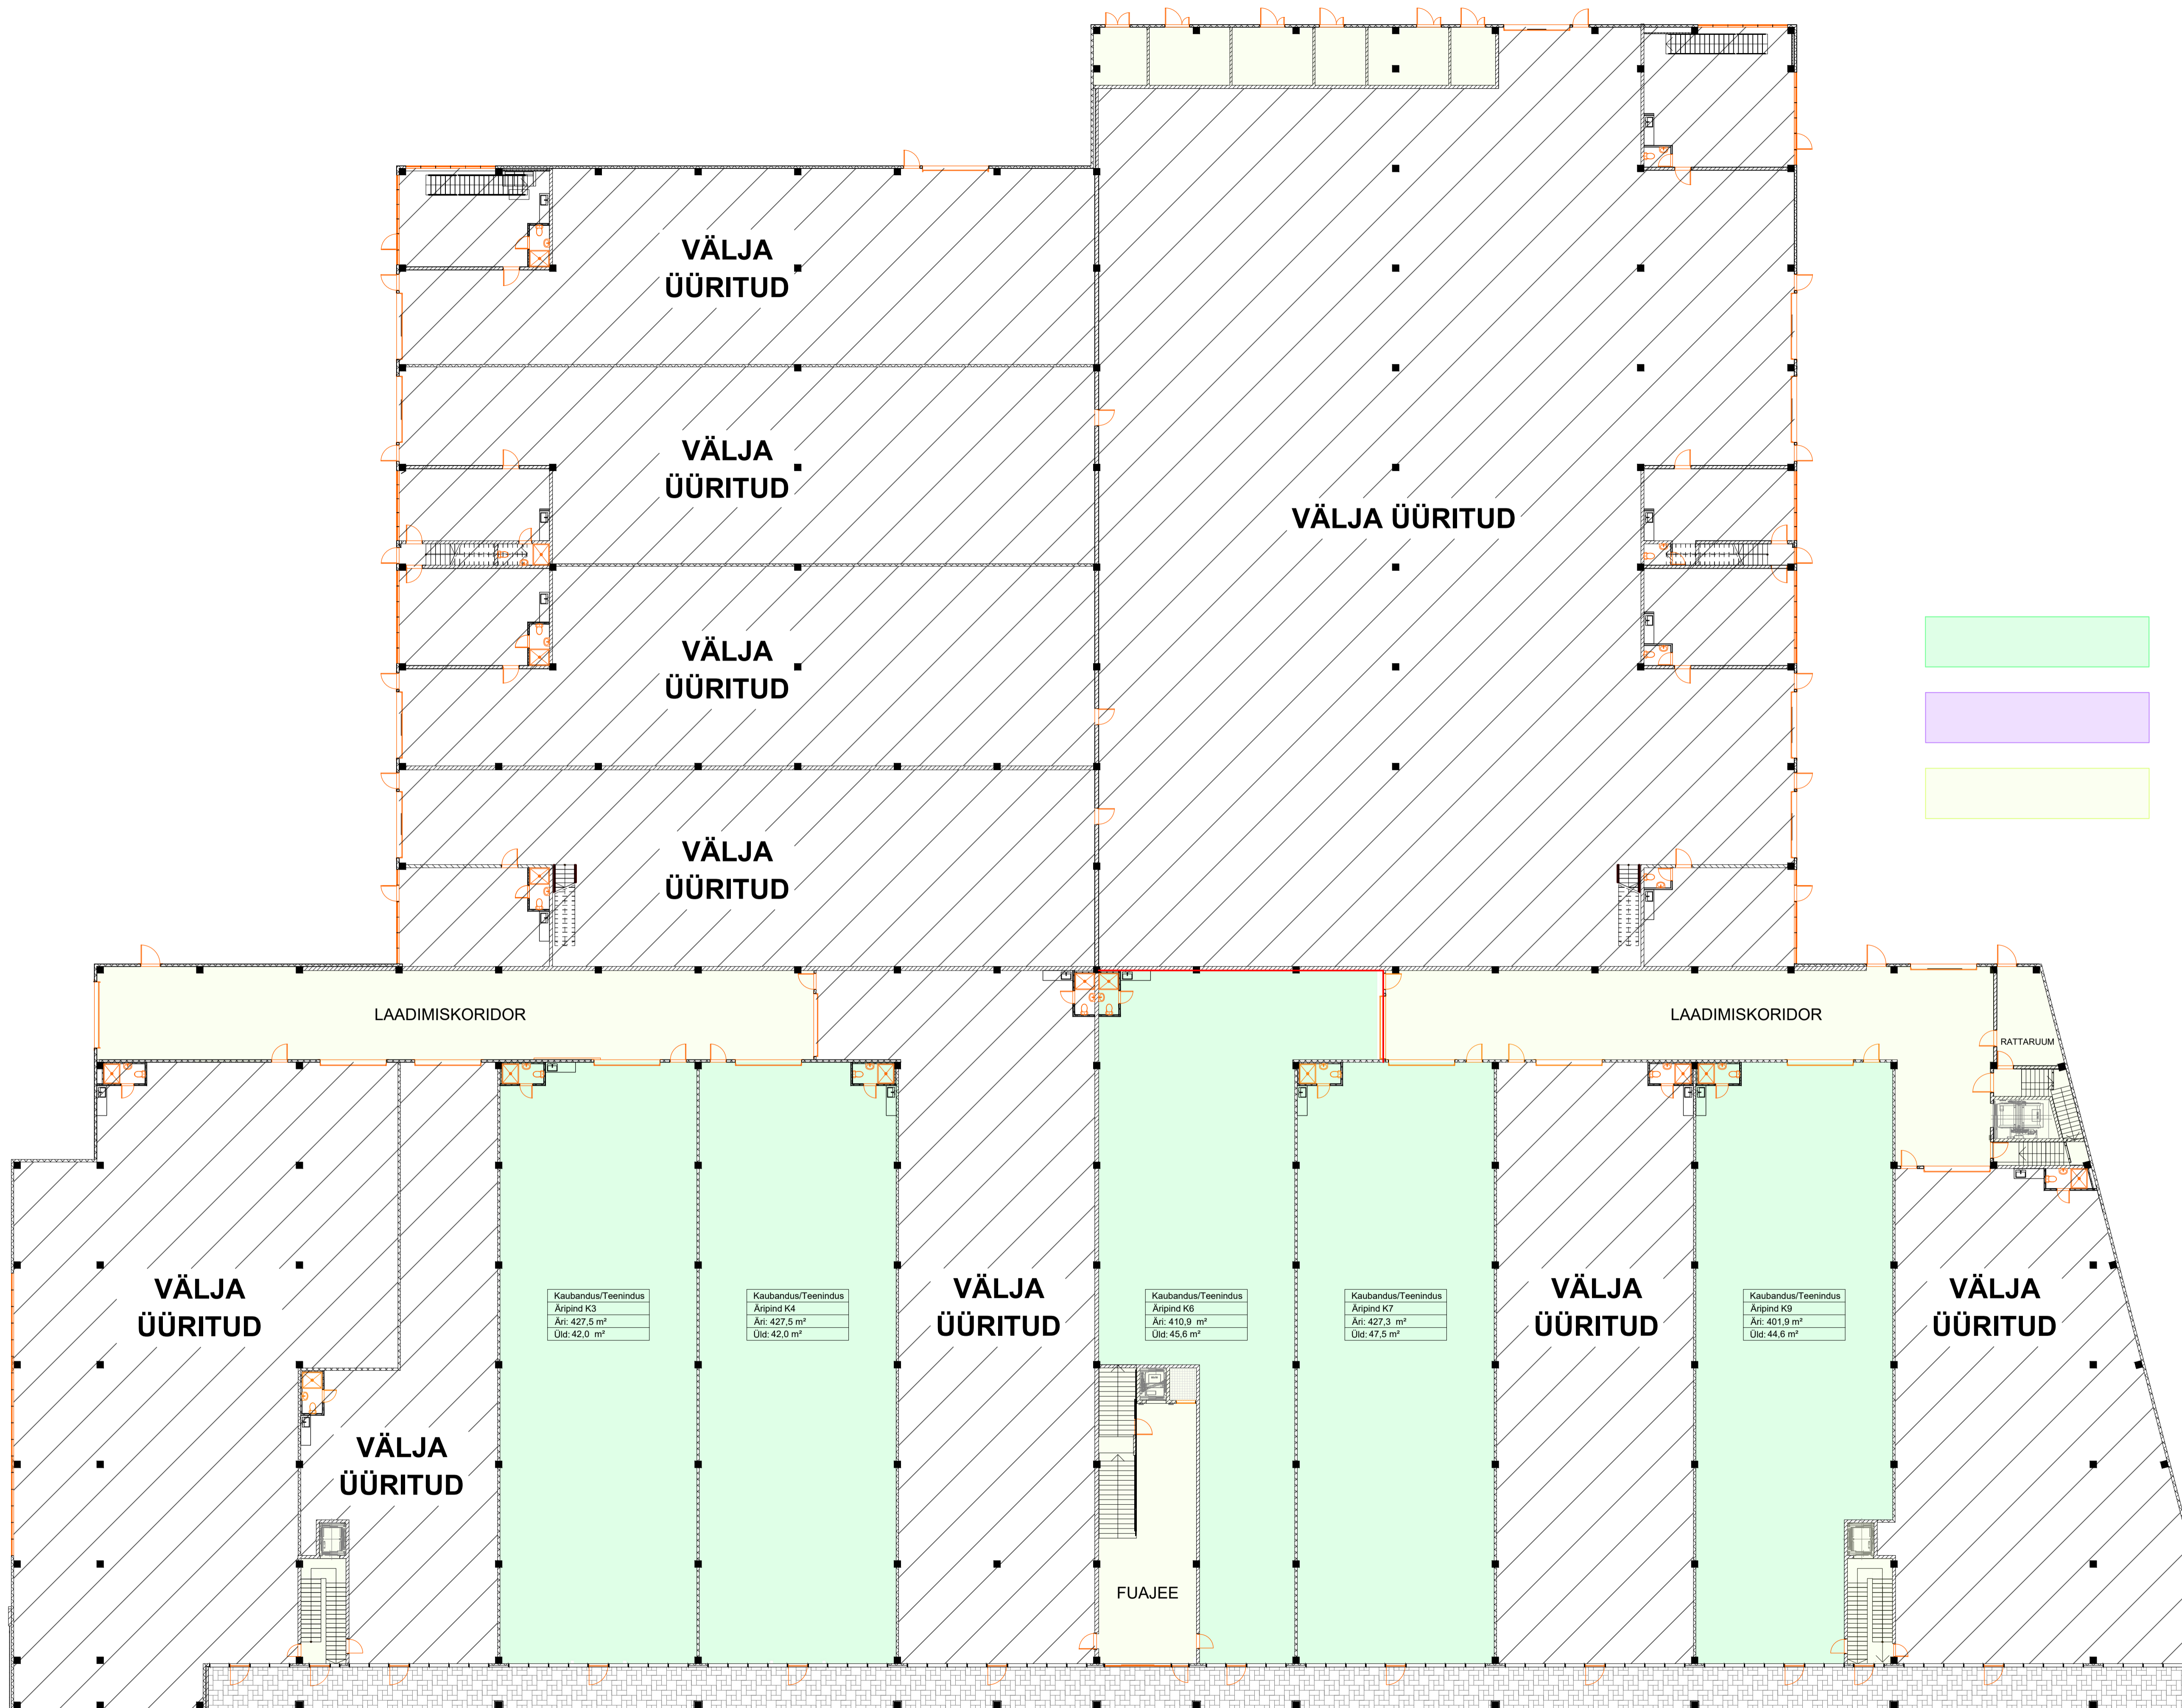 VÄLJA
ÜÜRITUD
VÄLJA
ÜÜRITUD
VÄLJA ÜÜRITUD
VÄLJA
ÜÜRITUD
VÄLJA
ÜÜRITUD
LAADIMISKORIDOR
LAADIMISKORIDOR
RATTARUUM
VÄLJA
ÜÜRITUD
Kaubandus/Teenindus
Äripind K3
Äri: 427,5 m²
Üld: 42,0 m²
Kaubandus/Teenindus
Äripind K4
Äri: 427,5 m²
Üld: 42,0 m²
VÄLJA
ÜÜRITUD
Kaubandus/Teenindus
Äripind K6
Äri: 410,9 m²
Üld: 45,6 m²
Kaubandus/Teenindus
Äripind K7
Äri: 427,3 m²
Üld: 47,5 m²
VÄLJA
ÜÜRITUD
Kaubandus/Teenindus
Äripind K9
Äri: 401,9 m²
Üld: 44,6 m²
VÄLJA
ÜÜRITUD
VÄLJA
ÜÜRITUD
FUAJEE